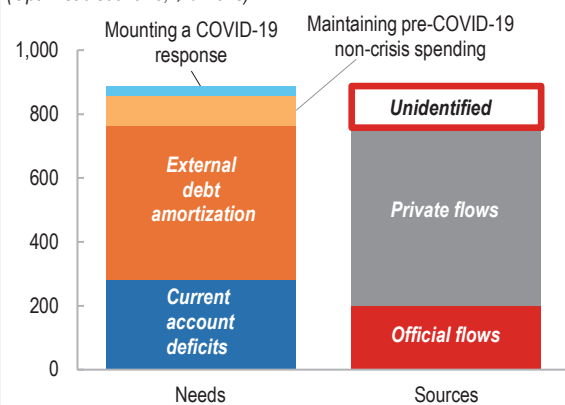 Mounting a COVID-19
response
Maintaining pre-COVID-19
non-crisis spending
1,000
800
600
400
200
0
External
debt
amortization
Current
account
deficits
Unidentified
Private flows
Official flows
Needs
Sources